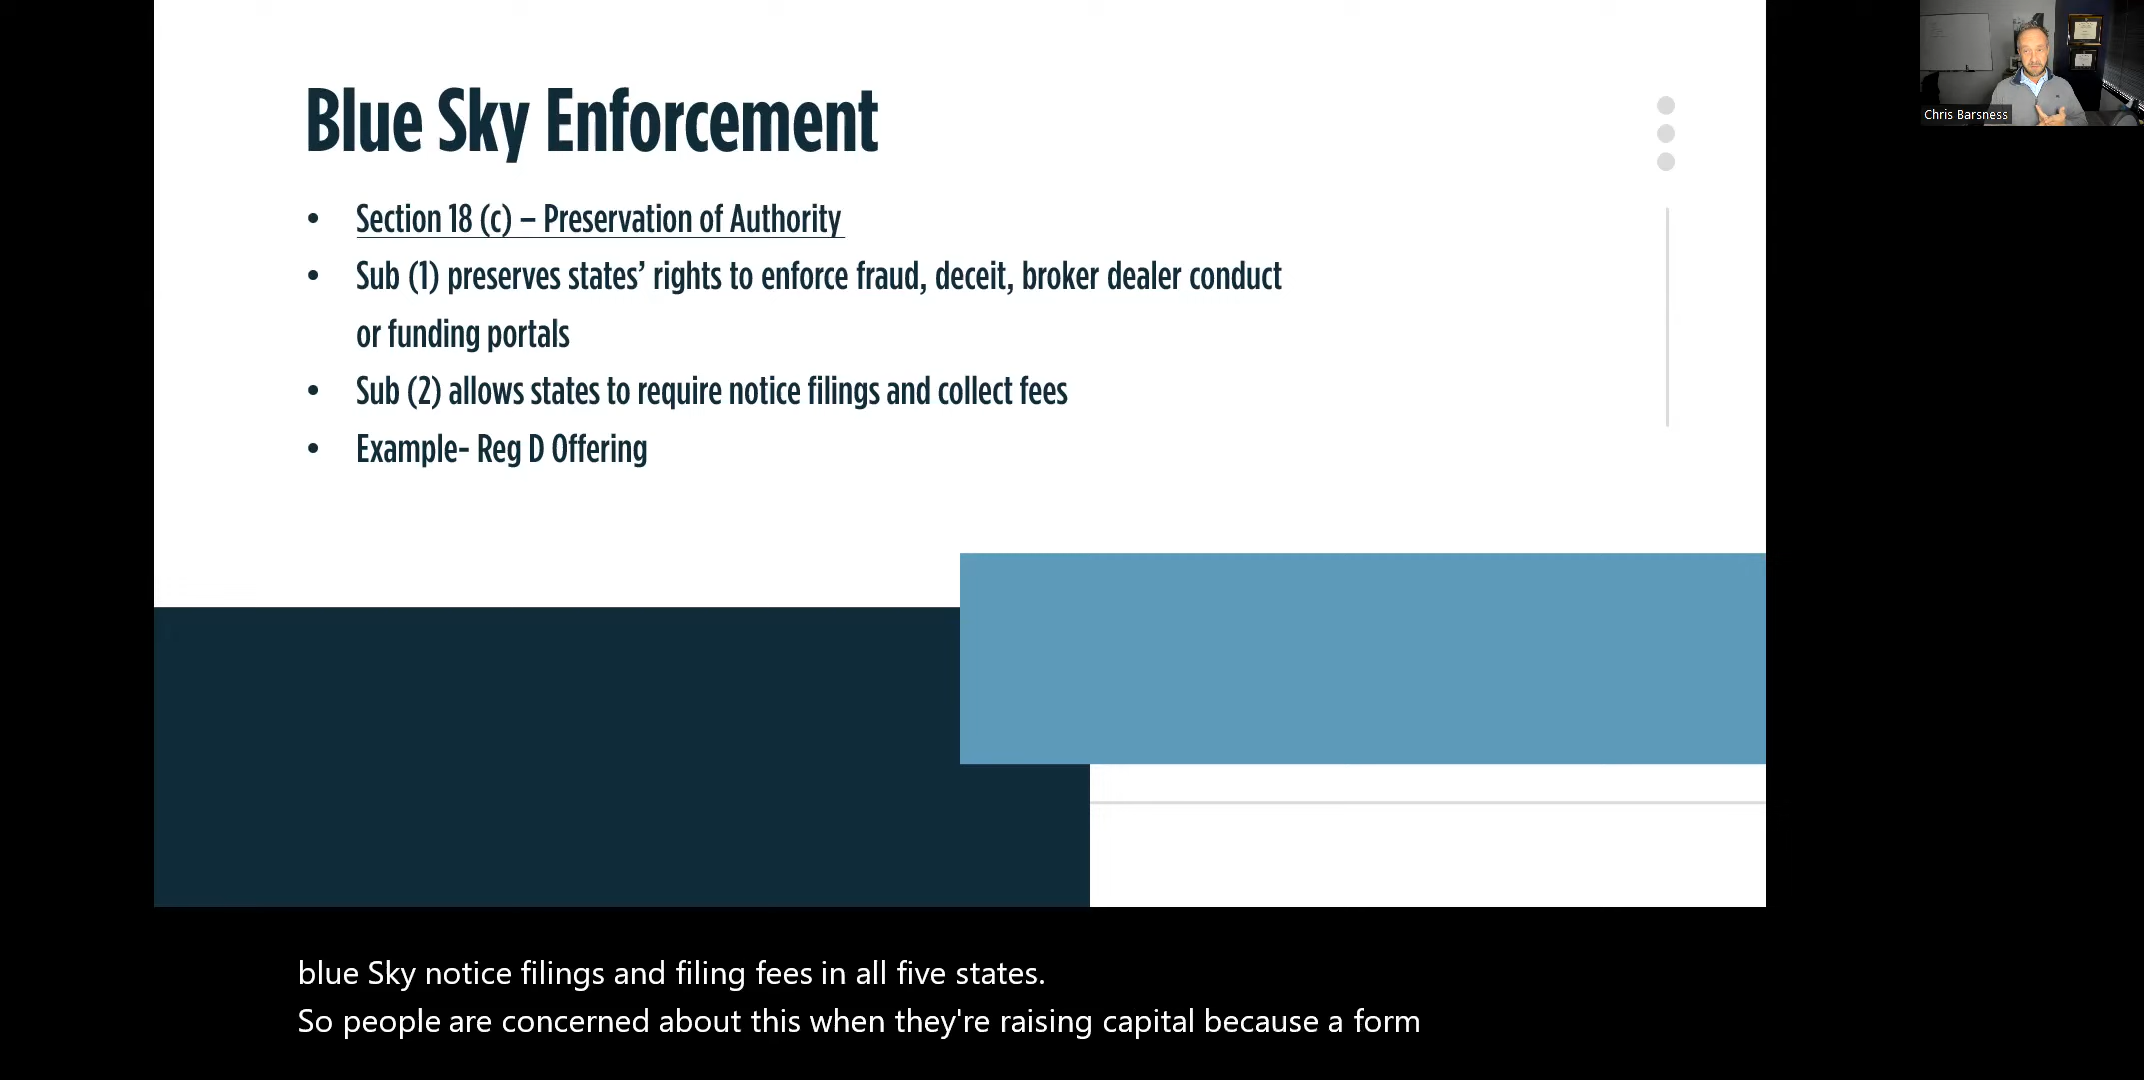 Blue Sky Enforcement
• Section 18 (c) – Preservation of Authority
• Sub (1) preserves states’ rights to enforce fraud, deceit, broker dealer conduct
or funding portals
• Sub (2) allows states to require notice filings and collect fees
• Example- Reg D Offering
Chris Barsness
blue Sky notice filings and filing fees in all five states.
So people are concerned about this when they're raising capital because a form